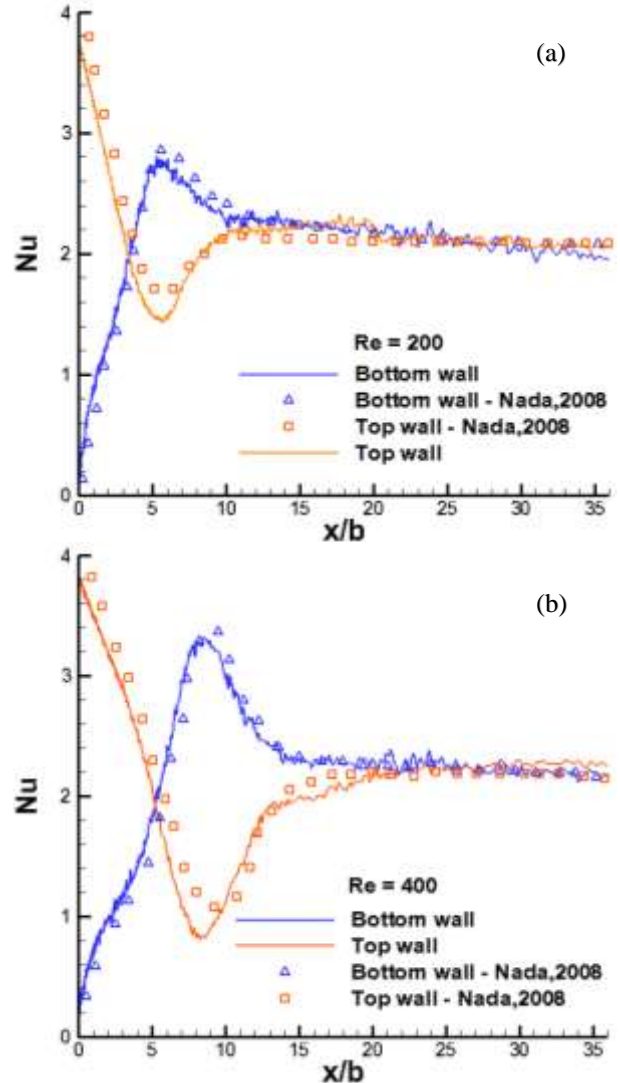 (a)
4
3
2
1
0
Nu
Re = 200
Bottom wall
Bottom wall - Nada,2008
Top wall - Nada,2008
Top wall
0 5 10 15 20 25 30 35
x/b
(b)
4
3
2
1
0
Nu
Re = 400
Bottom wall
Top wall
Bottom wall - Nada,2008
Top wall - Nada,2008
0 5 10 15 20 25 30 35
x/b